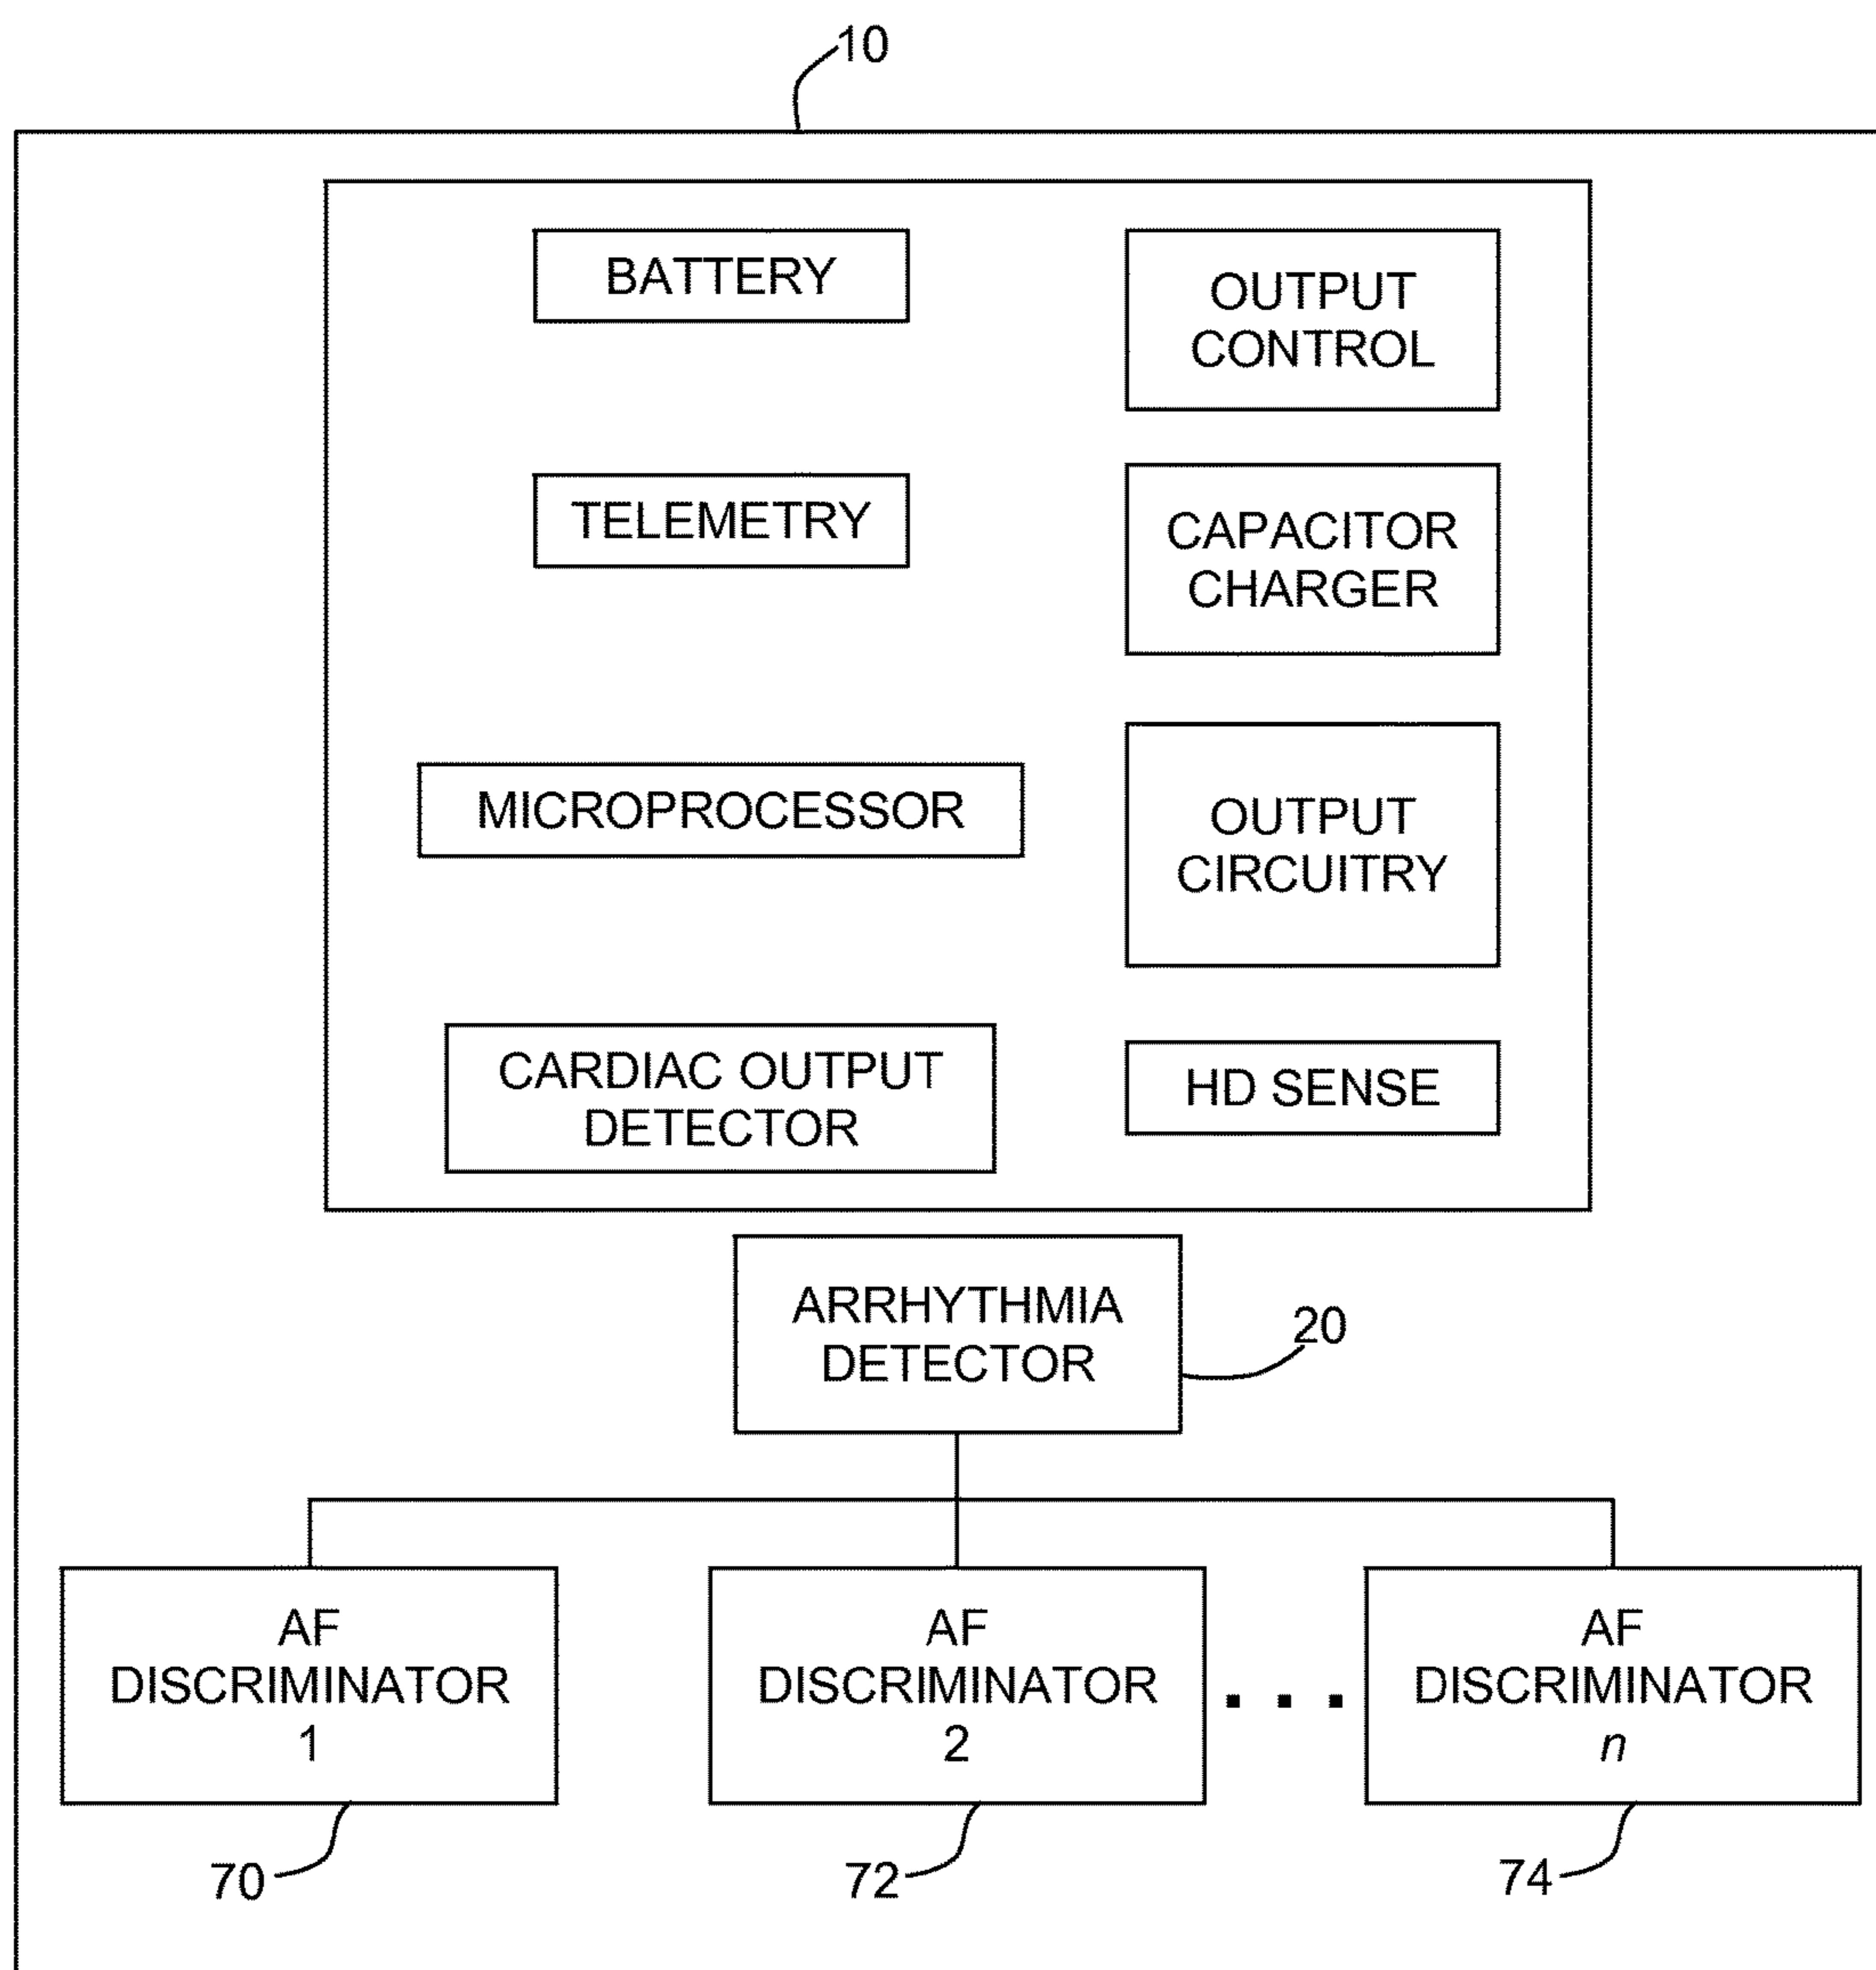 10
BATTERY
OUTPUT
CONTROL
TELEMETRY
CAPACITOR
CHARGER
MICROPROCESSOR
OUTPUT
CIRCUITRY
CARDIAC OUTPUT
DETECTOR
HD SENSE
ARRHYTHMIA
DETECTOR
20
AF
DISCRIMINATOR
1
AF
DISCRIMINATOR
2
...
AF
DISCRIMINATOR
n
70
72
74